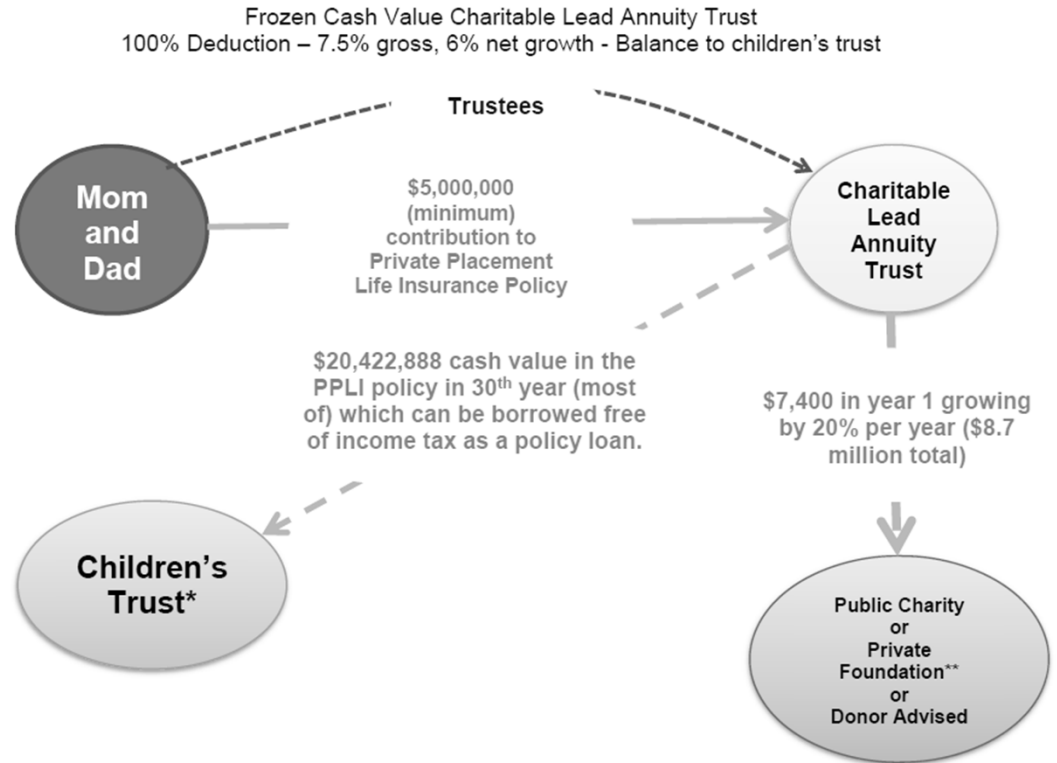 Frozen Cash Value Charitable Lead Annuity Trust
100% Deduction – 7.5% gross, 6% net growth - Balance to children's trust
Trustees
Mom
and
Dad
$5,000,000
(minimum)
contribution to
Private Placement
Life Insurance Policy
Charitable
Lead
Annuity
Trust
$20,422,888 cash value in the
PPLI policy in 30th year (most
of) which can be borrowed free
of income tax as a policy loan.
$7,400 in year 1 growing
by 20% per year ($8.7
million total)
Children's
Trust*
Public Charity
or
Private
Foundation**
or
Donor Advised